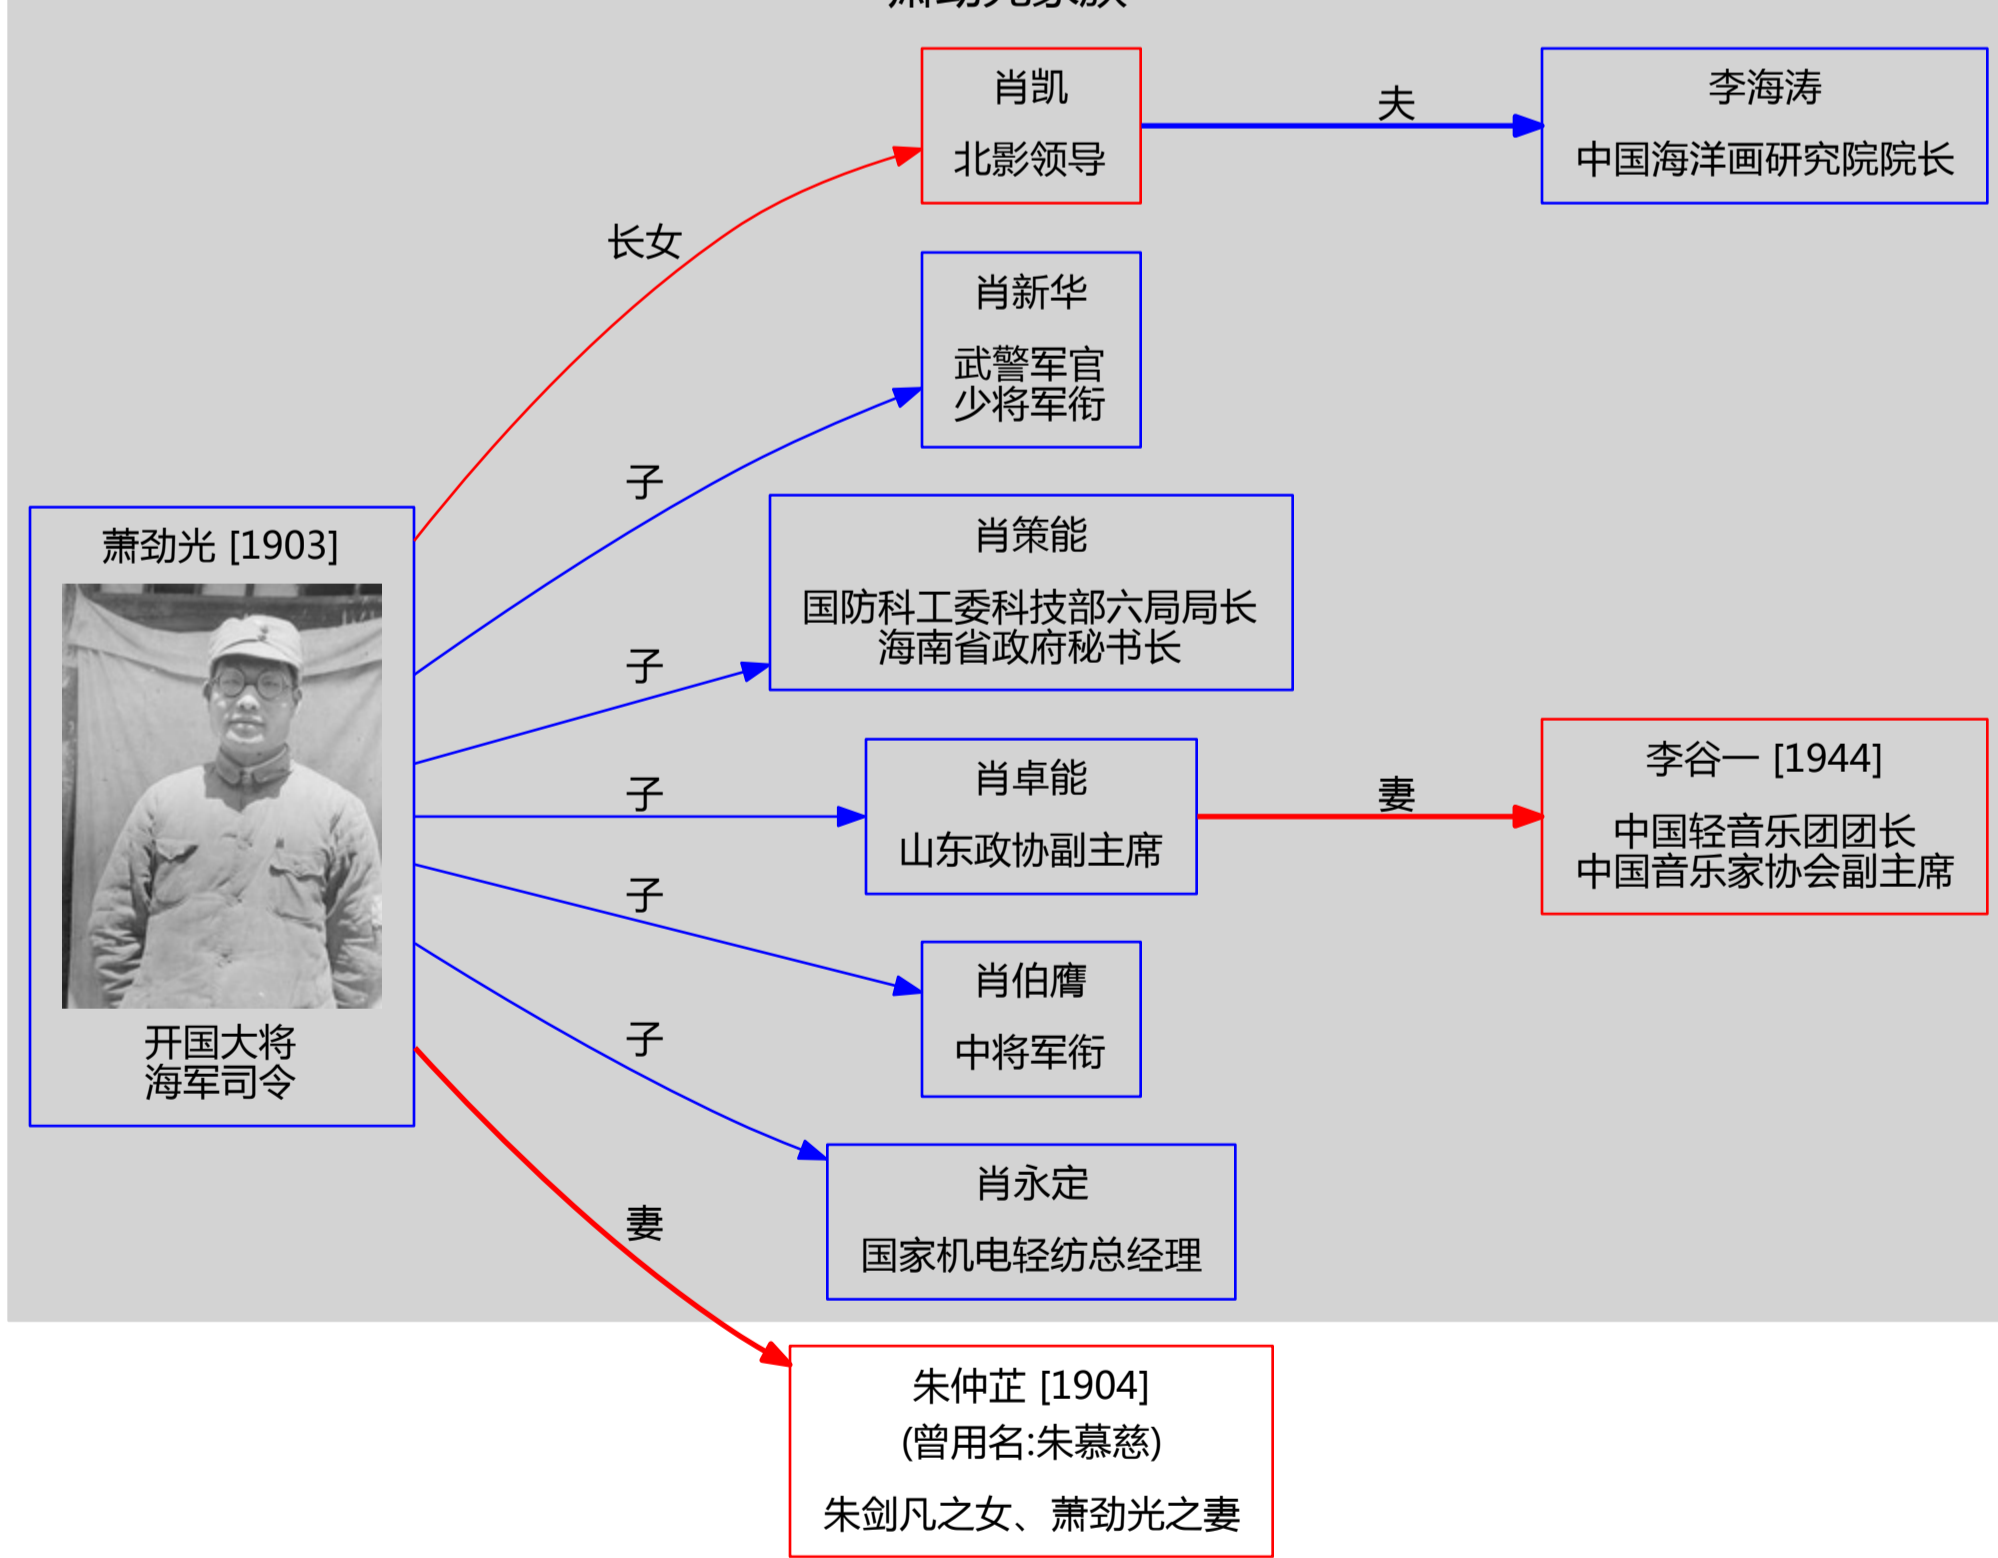 萧劲光家族
肖凯
北影领导
夫
李海涛
中国海洋画研究院院长
长女
肖新华
武警军官
少将军衔
子
肖策能
国防科工委科技部六局局长
海南省政府秘书长
子
萧劲光 [1903]
开国大将
海军司令
子
肖卓能
山东政协副主席
妻
李谷一 [1944]
中国轻音乐团团长
中国音乐家协会副主席
子
肖伯膺
中将军衔
子
肖永定
国家机电轻纺总经理
妻
朱仲芷 [1904]
(曾用名:朱慕慈)
朱剑凡之女、萧劲光之妻